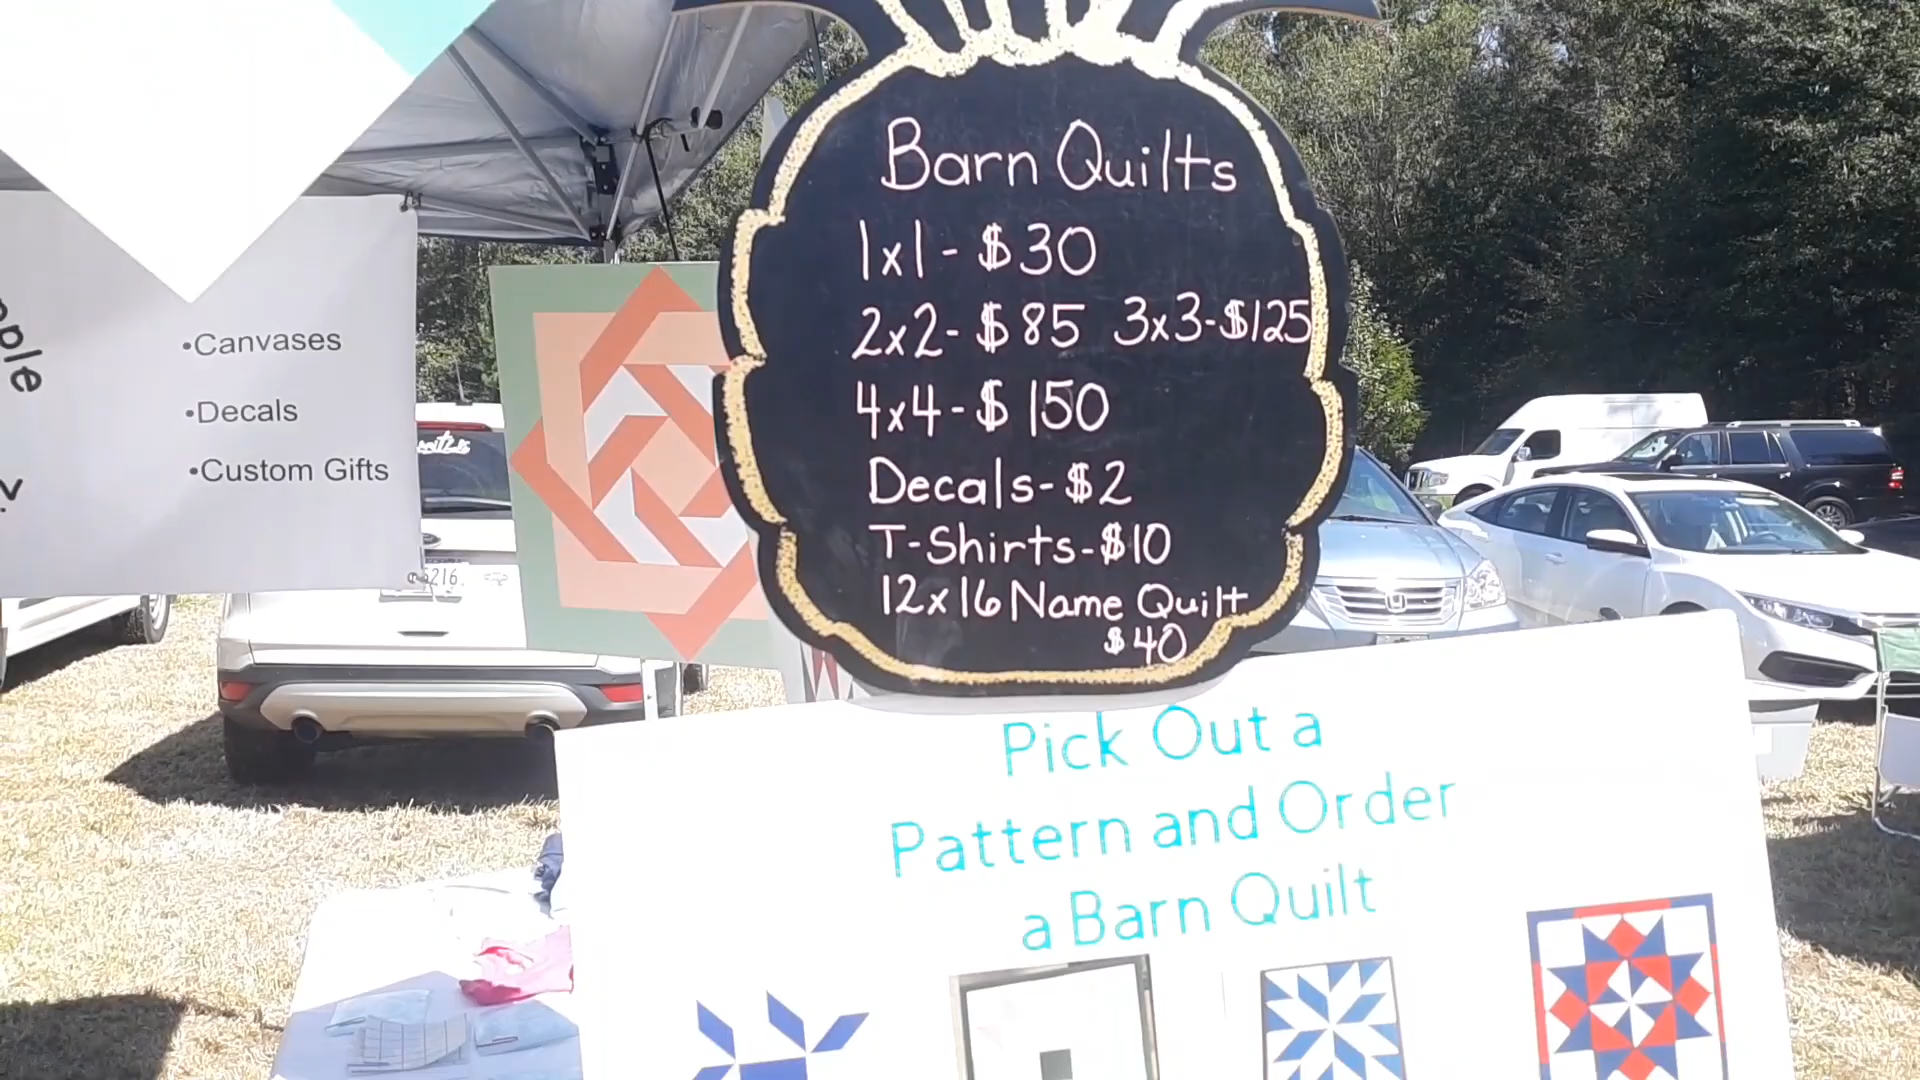 Barn Quilts
1x1-$30
2x2-$85 3x3-$125
4x4-$150
Decals-$2
T-Shirts-$10
12x16 Name Quilt
$40
•Canvases
•Decals
•Custom Gifts
Pick Out a
Pattern and Order
a Barn Quilt